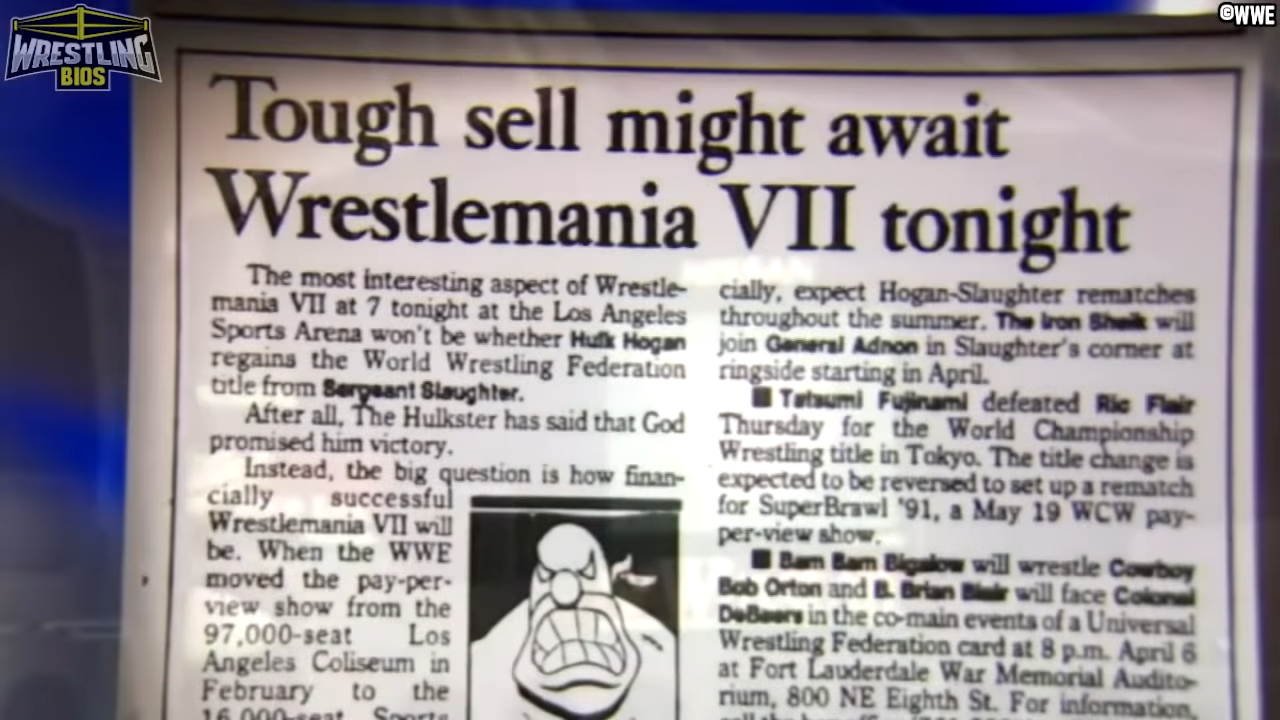 ©WWE
WRESTLING
BIOS
Tough sell might await
Wrestlemania VII tonight
The most interesting aspect of Wrestle-
mania VII at 7 tonight at the Los Angeles
Sports Arena won't be whether Hulk Hogan
regains the World Wrestling Federation
title from Sergeant Slaughter.
After all, The Hulkster has said that God
promised him victory.
Instead, the big question is how finan-
cially successful
Wrestlemania VII will
be. When the WWE
moved the pay-per-
view show from the
97,000-seat Los
Angeles Coliseum in
February to the
16,000-seat Sports
cially, expect Hogan-Slaughter rematches
throughout the summer. The Iron Sheik will
join General Adnon in Slaughter's corner at
ringside starting in April.
■ Tatsumi Fujinami defeated Ric Flair
Thursday for the World Championship
Wrestling title in Tokyo. The title change is
expected to be reversed to set up a rematch
for SuperBrawl '91, a May 19 WCW pay-
per-view show.
■ Bam Bam Bigalow will wrestle Cowboy
Bob Orton and B. Brian Blair will face Colonel
DeBeers in the co-main events of a Universal
Wrestling Federation card at 8 p.m. April 6
at Fort Lauderdale War Memorial Audito-
rium, 800 NE Eighth St. For information,